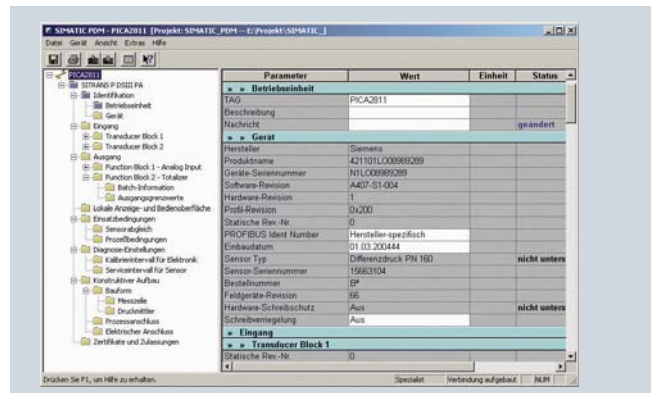 SIMATIC PDM - PICA2811 [Projekt: SIMATIC_PDM -- E:\Projekt\SIMATIC_]
Datei Gerät Ansicht Extras Hilfe
PICA2811
SITRANS P DSIII PA
Identifikation
Betriebseinheit
Gerät
Eingang
Transducer Block 1
Transducer Block 2
Ausgang
Function Block 1 - Analog Input
Function Block 2 - Totalizer
Batch-Information
Ausgangsgrenzwerte
Lokale Anzeige- und Bedienoberfläche
Einsatzbedingungen
Sensorabgleich
Prozeßbedingungen
Diagnose-Einstellungen
Kalibrierintervall für Elektronik
Serviceintervall für Sensor
Konstruktiver Aufbau
Bauform
Messzelle
Druckmittler
Prozessanschluss
Elektrischer Anschluss
Zertifikate und Zulassungen
Parameter Wert Einheit Status
» » Betriebseinheit
TAG PICA2811
Beschreibung
Nachricht geändert
» » Gerät
Hersteller Siemens
Produktname 421101LO08989289
Geräte-Seriennummer N1LO08989289
Software-Revision A407-S1-004
Hardware-Revision 1
Profil-Revision 0x200
Statische Rev.-Nr. 0
PROFIBUS Ident Number Hersteller-spezifisch
Einbaudatum 01.03.200444
Sensor Typ Differenzdruck PN 160 nicht unters
Sensor-Seriennummer 15663104
Bestellnummer B*
Feldgeräte-Revision 66
Hardware-Schreibschutz Aus nicht unters
Schreibverriegelung Aus
» Eingang
» » Transducer Block 1
Statische Rev.-Nr. 0
Drücken Sie F1, um Hilfe zu erhalten. Spezialist Verbindung aufgebaut NUM